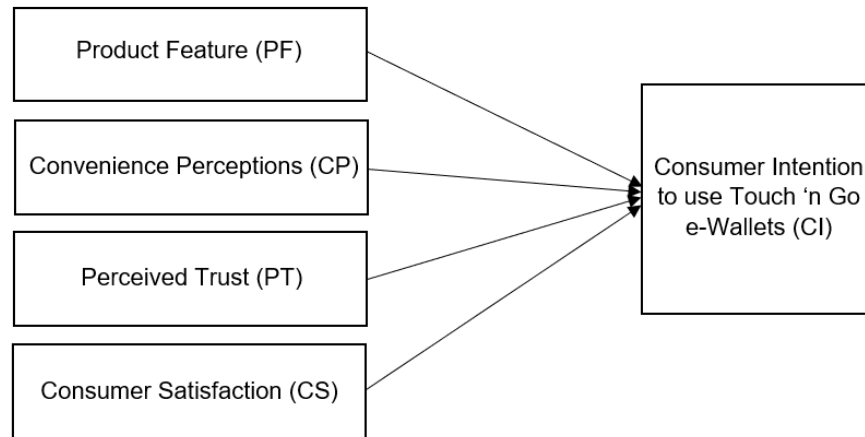 Product Feature (PF)
Convenience Perceptions (CP)
Perceived Trust (PT)
Consumer Satisfaction (CS)
Consumer Intention
to use Touch ‘n Go
e-Wallets (CI)